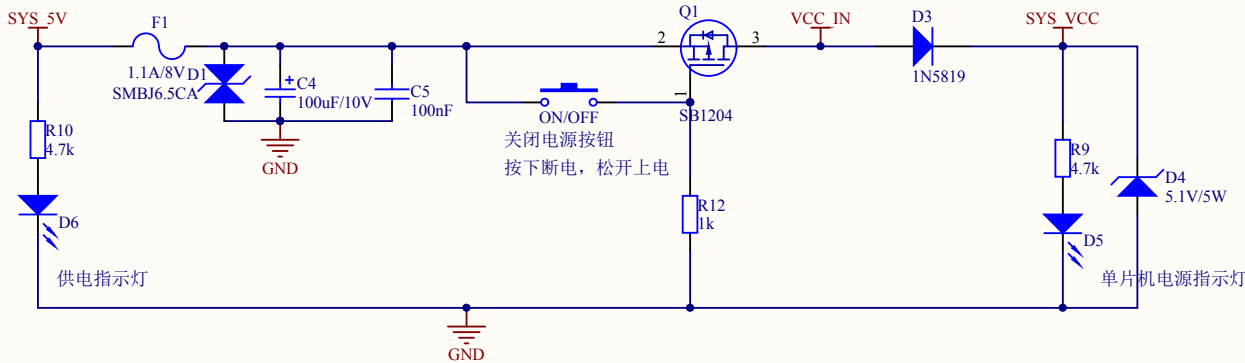 SYS_5V
F1
Q1
VCC_IN
D3
SYS_VCC
2
3
1.1A/8V
D1
SMBJ6.5CA
C4
100uF/10V
C5
100nF
1
SB1204
1N5819
ON/OFF
R10
4.7k
关闭电源按钮
按下断电，松开上电
GND
R9
4.7k
D4
5.1V/5W
R12
1k
D6
D5
供电指示灯
单片机电源指示灯
GND